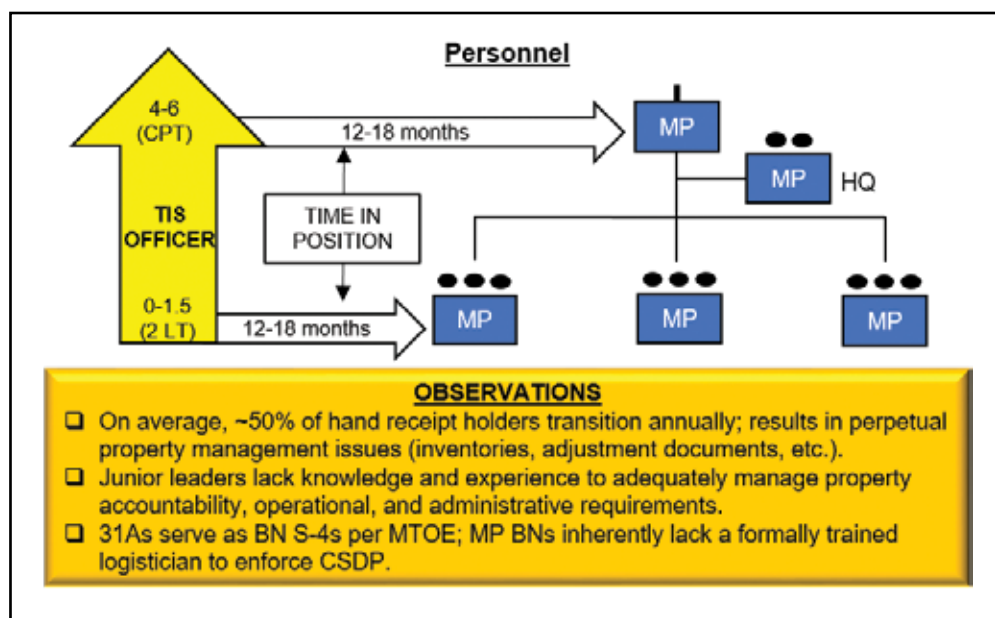 Personnel
4-6
(CPT)
12-18 months
MP
MP
HQ
TIS
OFFICER
TIME IN
POSITION
0-1.5
(2 LT)
12-18 months
MP
MP
MP
OBSERVATIONS
❑ On average, ~50% of hand receipt holders transition annually; results in perpetual
property management issues (inventories, adjustment documents, etc.).
❑ Junior leaders lack knowledge and experience to adequately manage property
accountability, operational, and administrative requirements.
❑ 31As serve as BN S-4s per MTOE; MP BNs inherently lack a formally trained
logistician to enforce CSDP.